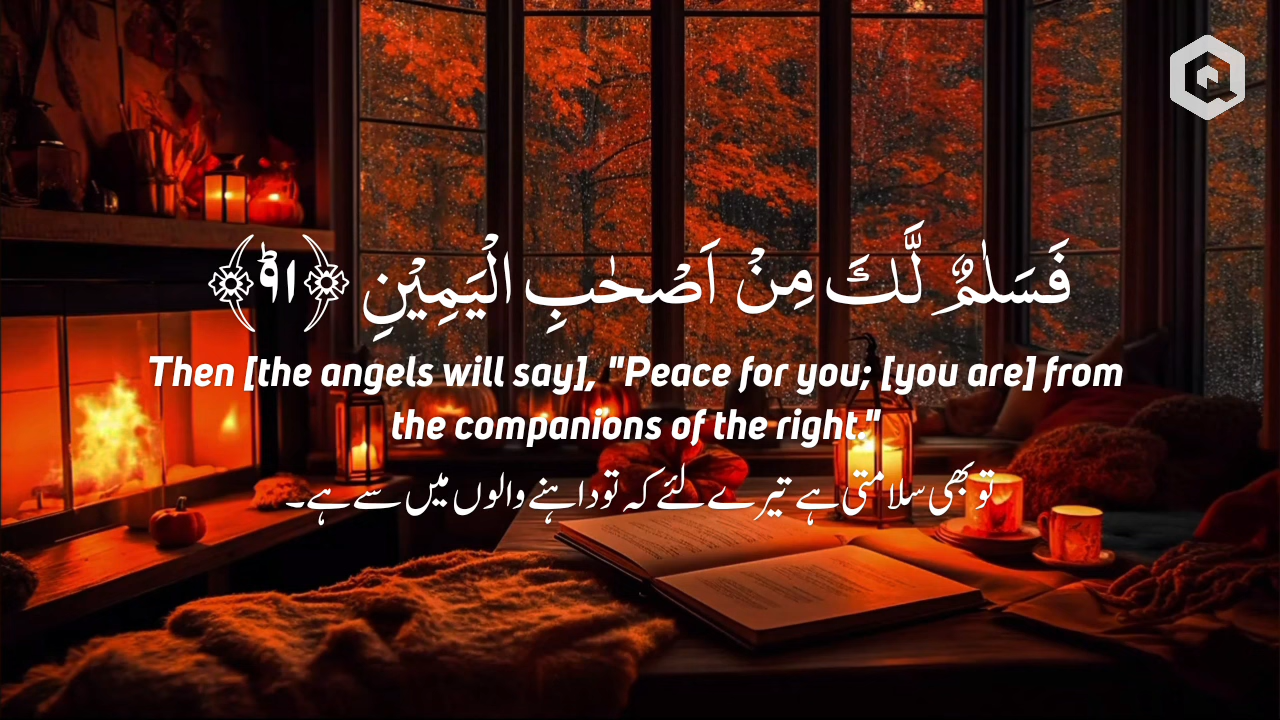 فَسَلٰمٌ لَّكَ مِنْ اَصْحٰبِ الْيَمِيْنِ ﴿۹۱﴾
Then [the angels will say], "Peace for you; [you are] from
the companions of the right."
تو بھی سلامتی ہے تیرے لئے کہ تو داہنے والوں میں سے ہے۔